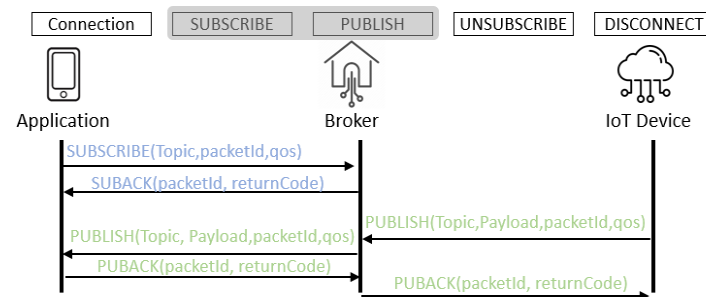 Connection SUBSCRIBE PUBLISH UNSUBSCRIBE DISCONNECT
Application Broker IoT Device
SUBSCRIBE(Topic,packetId,qos)
SUBACK(packetId, returnCode)
PUBLISH(Topic,Payload,packetId,qos)
PUBLISH(Topic, Payload,packetId,qos)
PUBACK(packetId, returnCode)
PUBACK(packetId, returnCode)